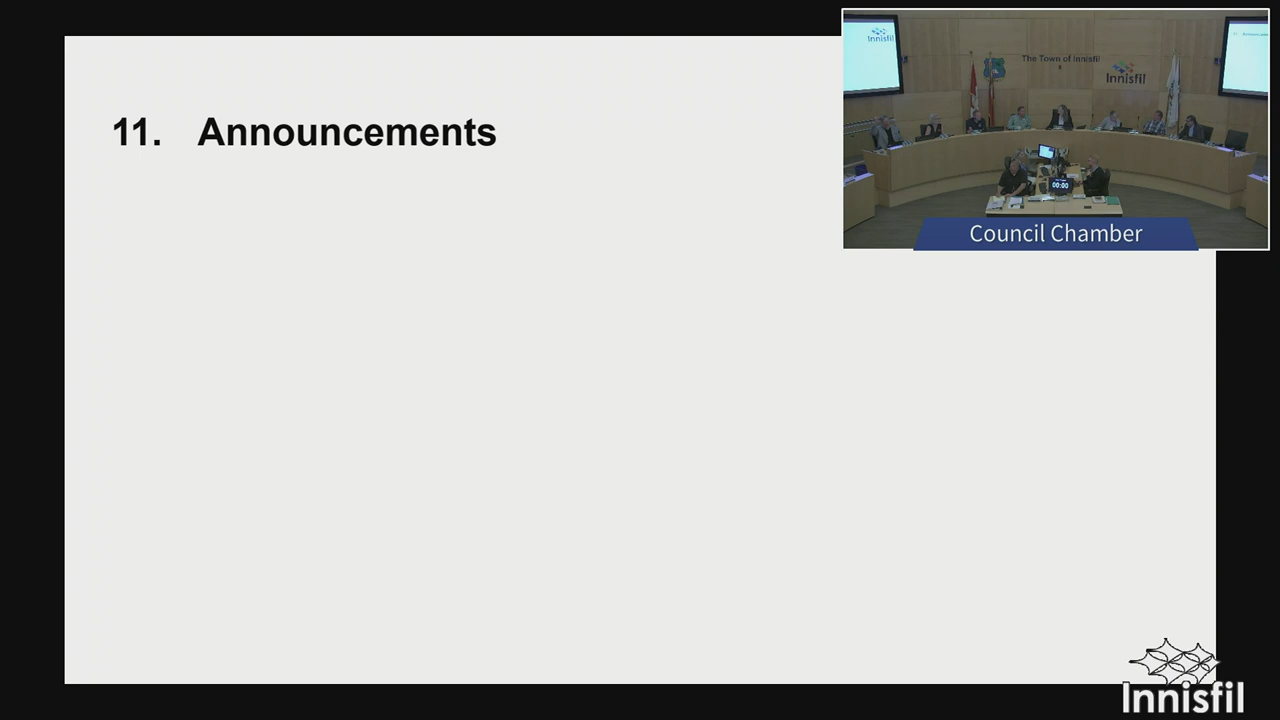 11. Announcements
Innisfil
The Town of Innisfil
Innisfil
00:00
Council Chamber
Innisfil